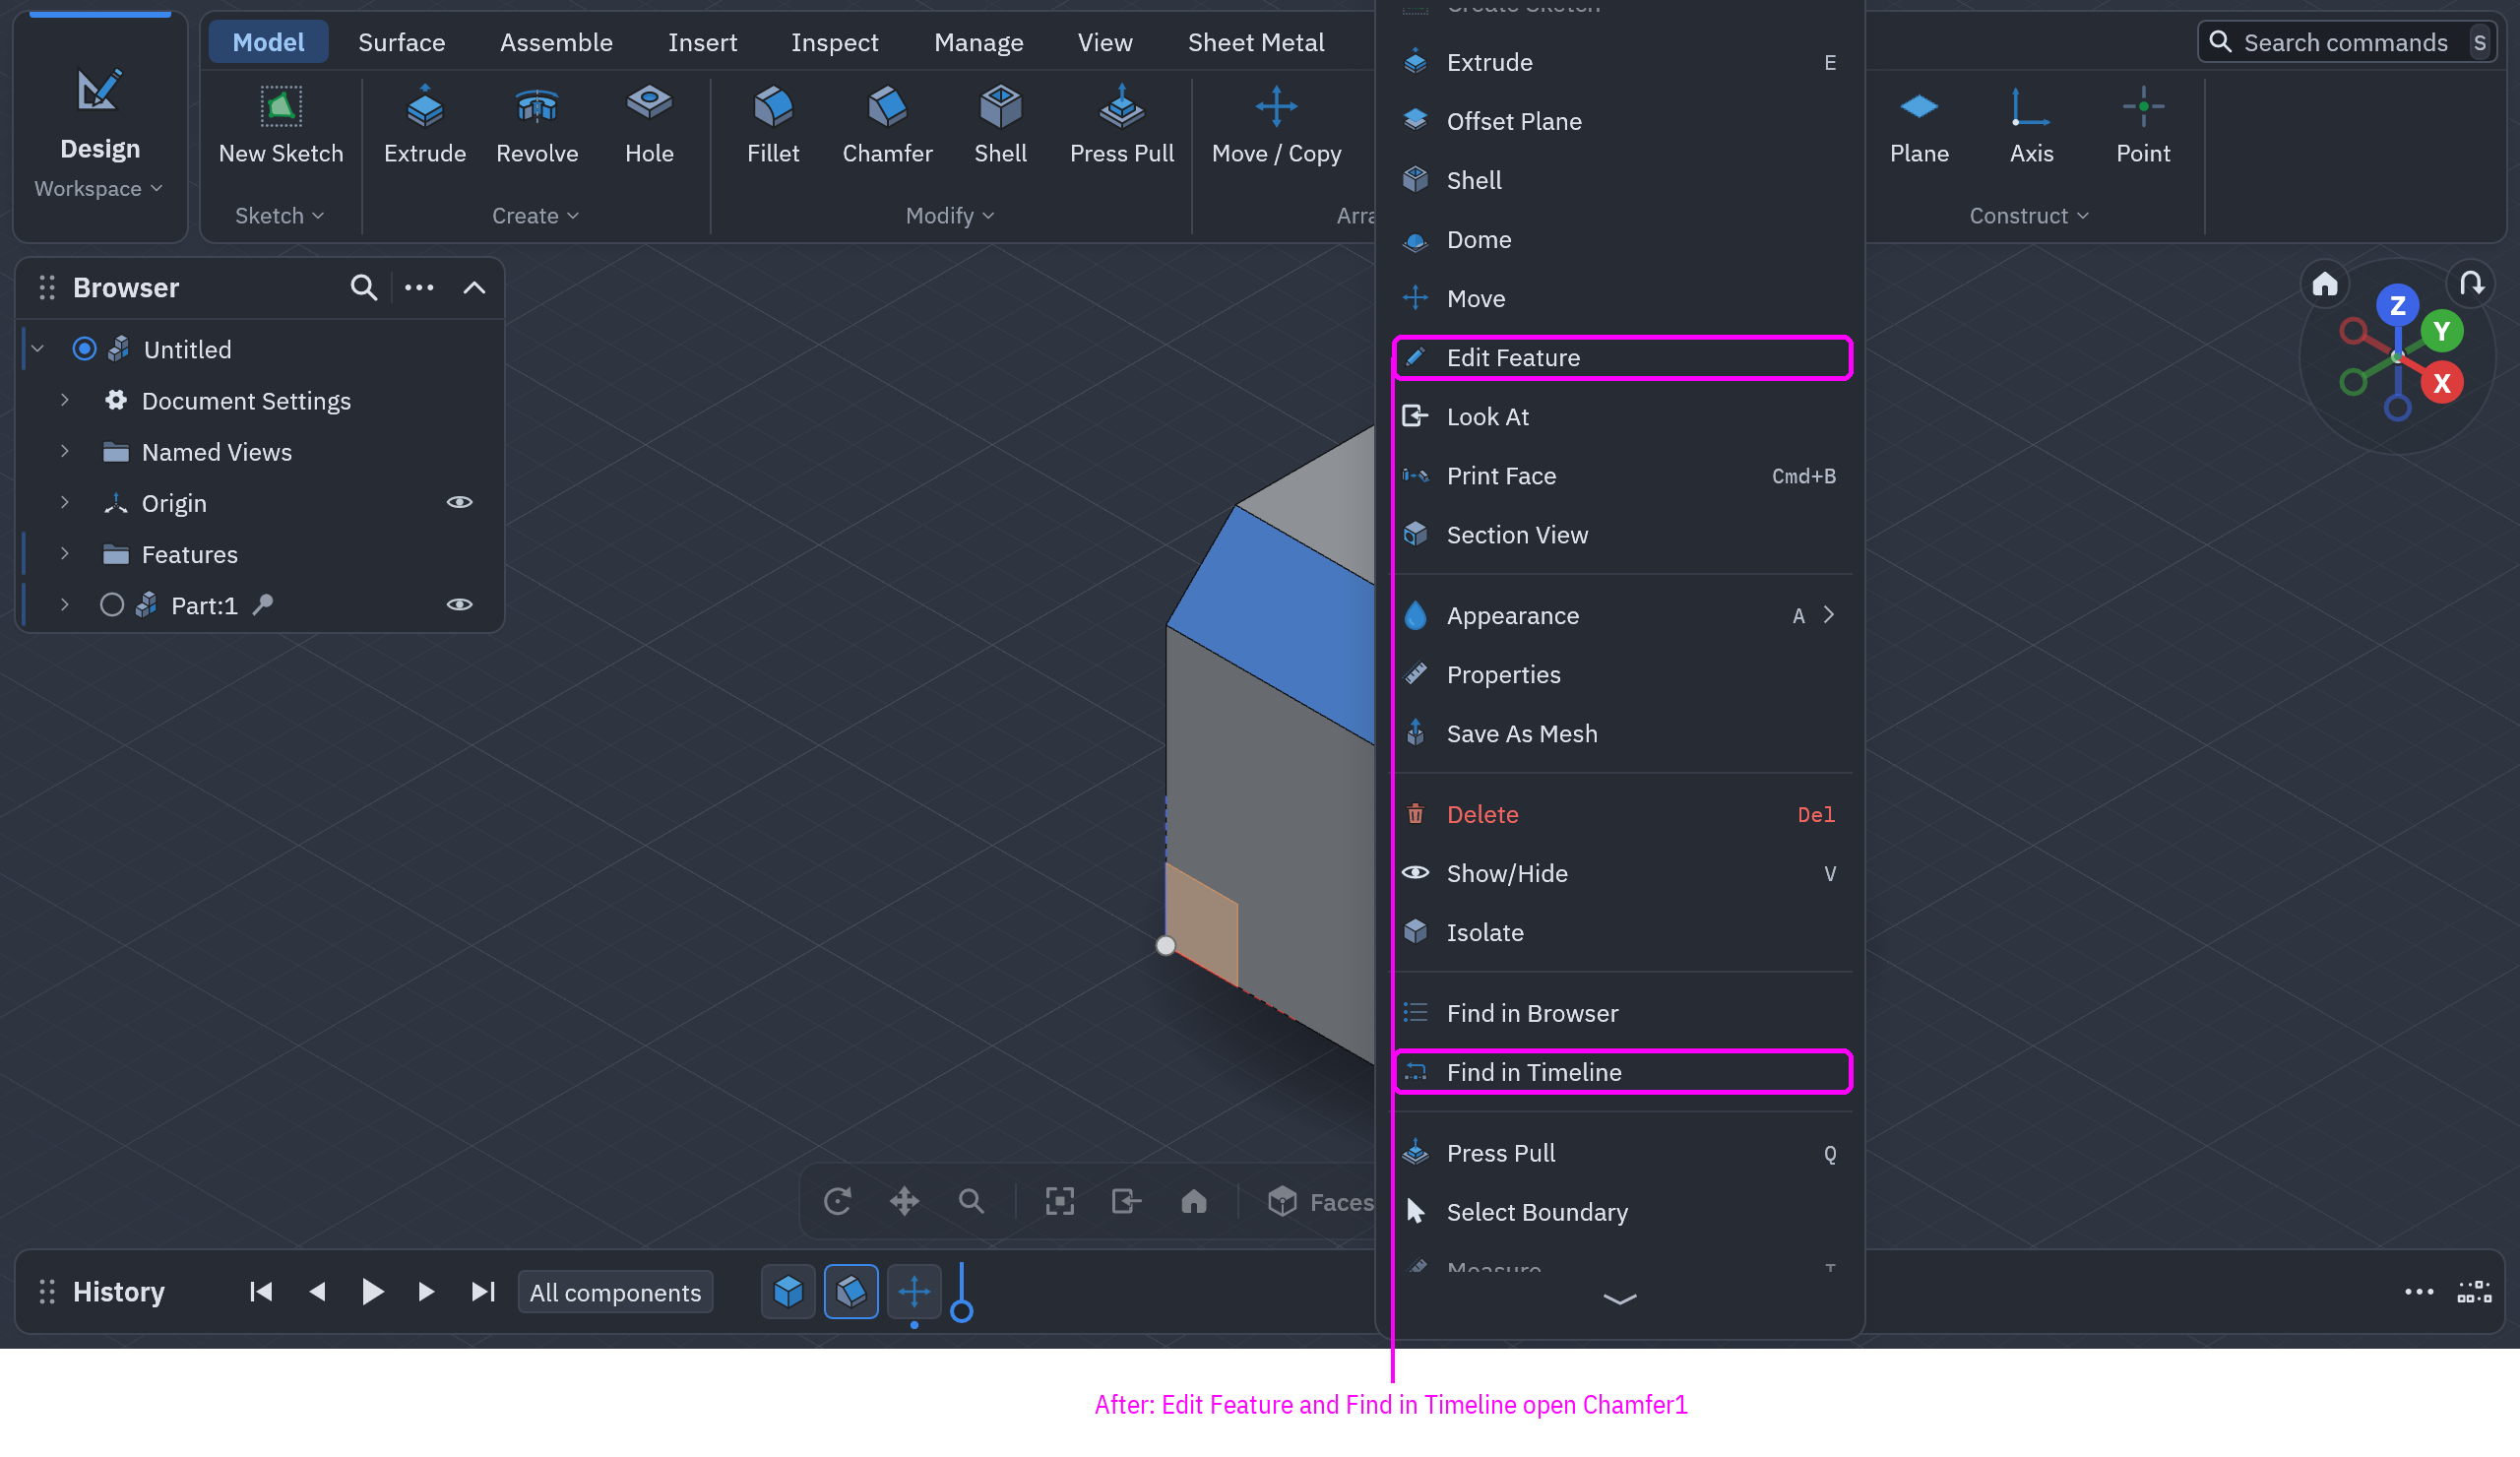 Model Surface Assemble Insert Inspect Manage View Sheet Metal
Search commands S
Design
Workspace
New Sketch Extrude Revolve Hole Fillet Chamfer Shell Press Pull Move / Copy Plane Axis Point
Sketch Create Modify Arra Construct
Browser
Untitled
Document Settings
Named Views
Origin
Features
Part:1
Z
Y
X
Create Sketch
Extrude E
Offset Plane
Shell
Dome
Move
Edit Feature
Look At
Print Face Cmd+B
Section View
Appearance A
Properties
Save As Mesh
Delete Del
Show/Hide V
Isolate
Find in Browser
Find in Timeline
Press Pull Q
Select Boundary
Measure T
Faces
History All components
After: Edit Feature and Find in Timeline open Chamfer1